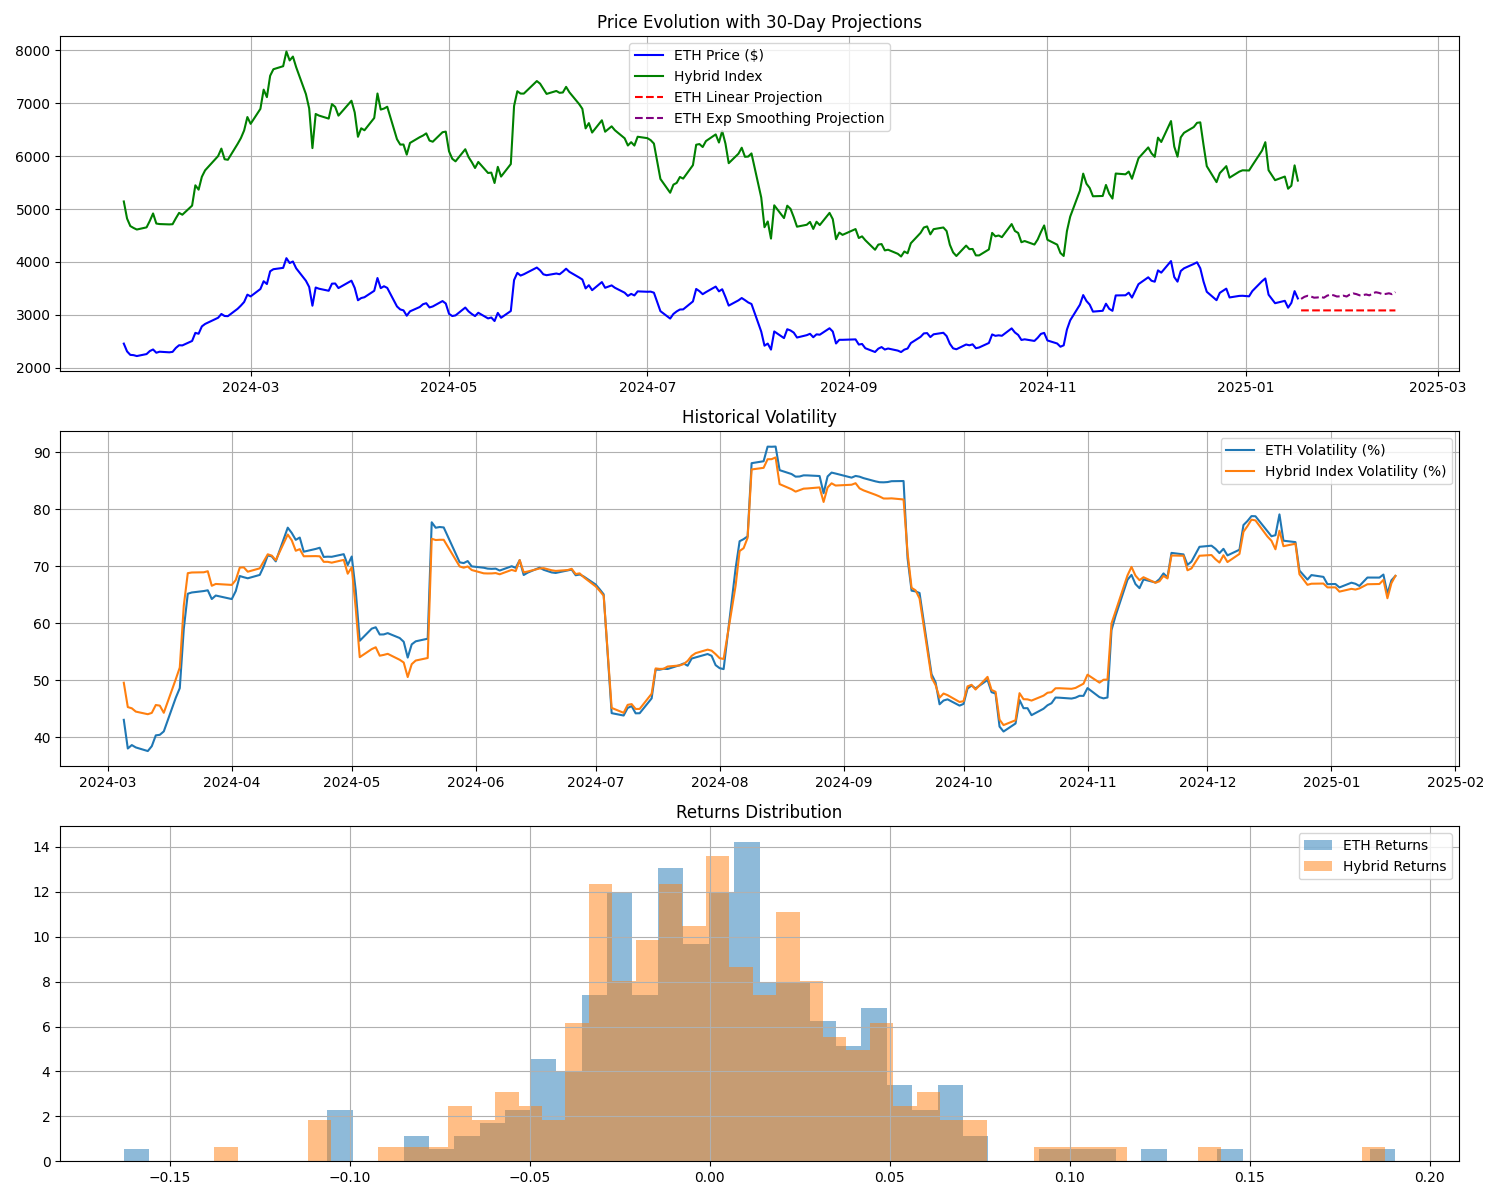 Price Evolution with 30-Day Projections
ETH Price ($)
Hybrid Index
ETH Linear Projection
ETH Exp Smoothing Projection
8000
7000
6000
5000
4000
3000
2000
2024-03 2024-05 2024-07 2024-09 2024-11 2025-01 2025-03
Historical Volatility
ETH Volatility (%)
Hybrid Index Volatility (%)
90
80
70
60
50
40
2024-03 2024-04 2024-05 2024-06 2024-07 2024-08 2024-09 2024-10 2024-11 2024-12 2025-01 2025-02
Returns Distribution
ETH Returns
Hybrid Returns
14
12
10
8
6
4
2
0
−0.15 −0.10 −0.05 0.00 0.05 0.10 0.15 0.20